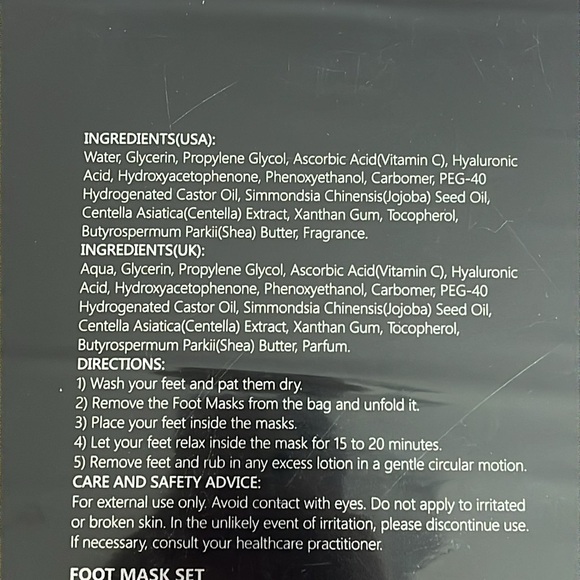 INGREDIENTS(USA):
Water, Glycerin, Propylene Glycol, Ascorbic Acid(Vitamin C), Hyaluronic
Acid, Hydroxyacetophenone, Phenoxyethanol, Carbomer, PEG-40
Hydrogenated Castor Oil, Simmondsia Chinensis(Jojoba) Seed Oil,
Centella Asiatica(Centella) Extract, Xanthan Gum, Tocopherol,
Butyrospermum Parkii(Shea) Butter, Fragrance.
INGREDIENTS(UK):
Aqua, Glycerin, Propylene Glycol, Ascorbic Acid(Vitamin C), Hyaluronic
Acid, Hydroxyacetophenone, Phenoxyethanol, Carbomer, PEG-40
Hydrogenated Castor Oil, Simmondsia Chinensis(Jojoba) Seed Oil,
Centella Asiatica(Centella) Extract, Xanthan Gum, Tocopherol,
Butyrospermum Parkii(Shea) Butter, Parfum.
DIRECTIONS:
1) Wash your feet and pat them dry.
2) Remove the Foot Masks from the bag and unfold it.
3) Place your feet inside the masks.
4) Let your feet relax inside the mask for 15 to 20 minutes.
5) Remove feet and rub in any excess lotion in a gentle circular motion.
CARE AND SAFETY ADVICE:
For external use only. Avoid contact with eyes. Do not apply to irritated
or broken skin. In the unlikely event of irritation, please discontinue use.
If necessary, consult your healthcare practitioner.
FOOT MASK SET